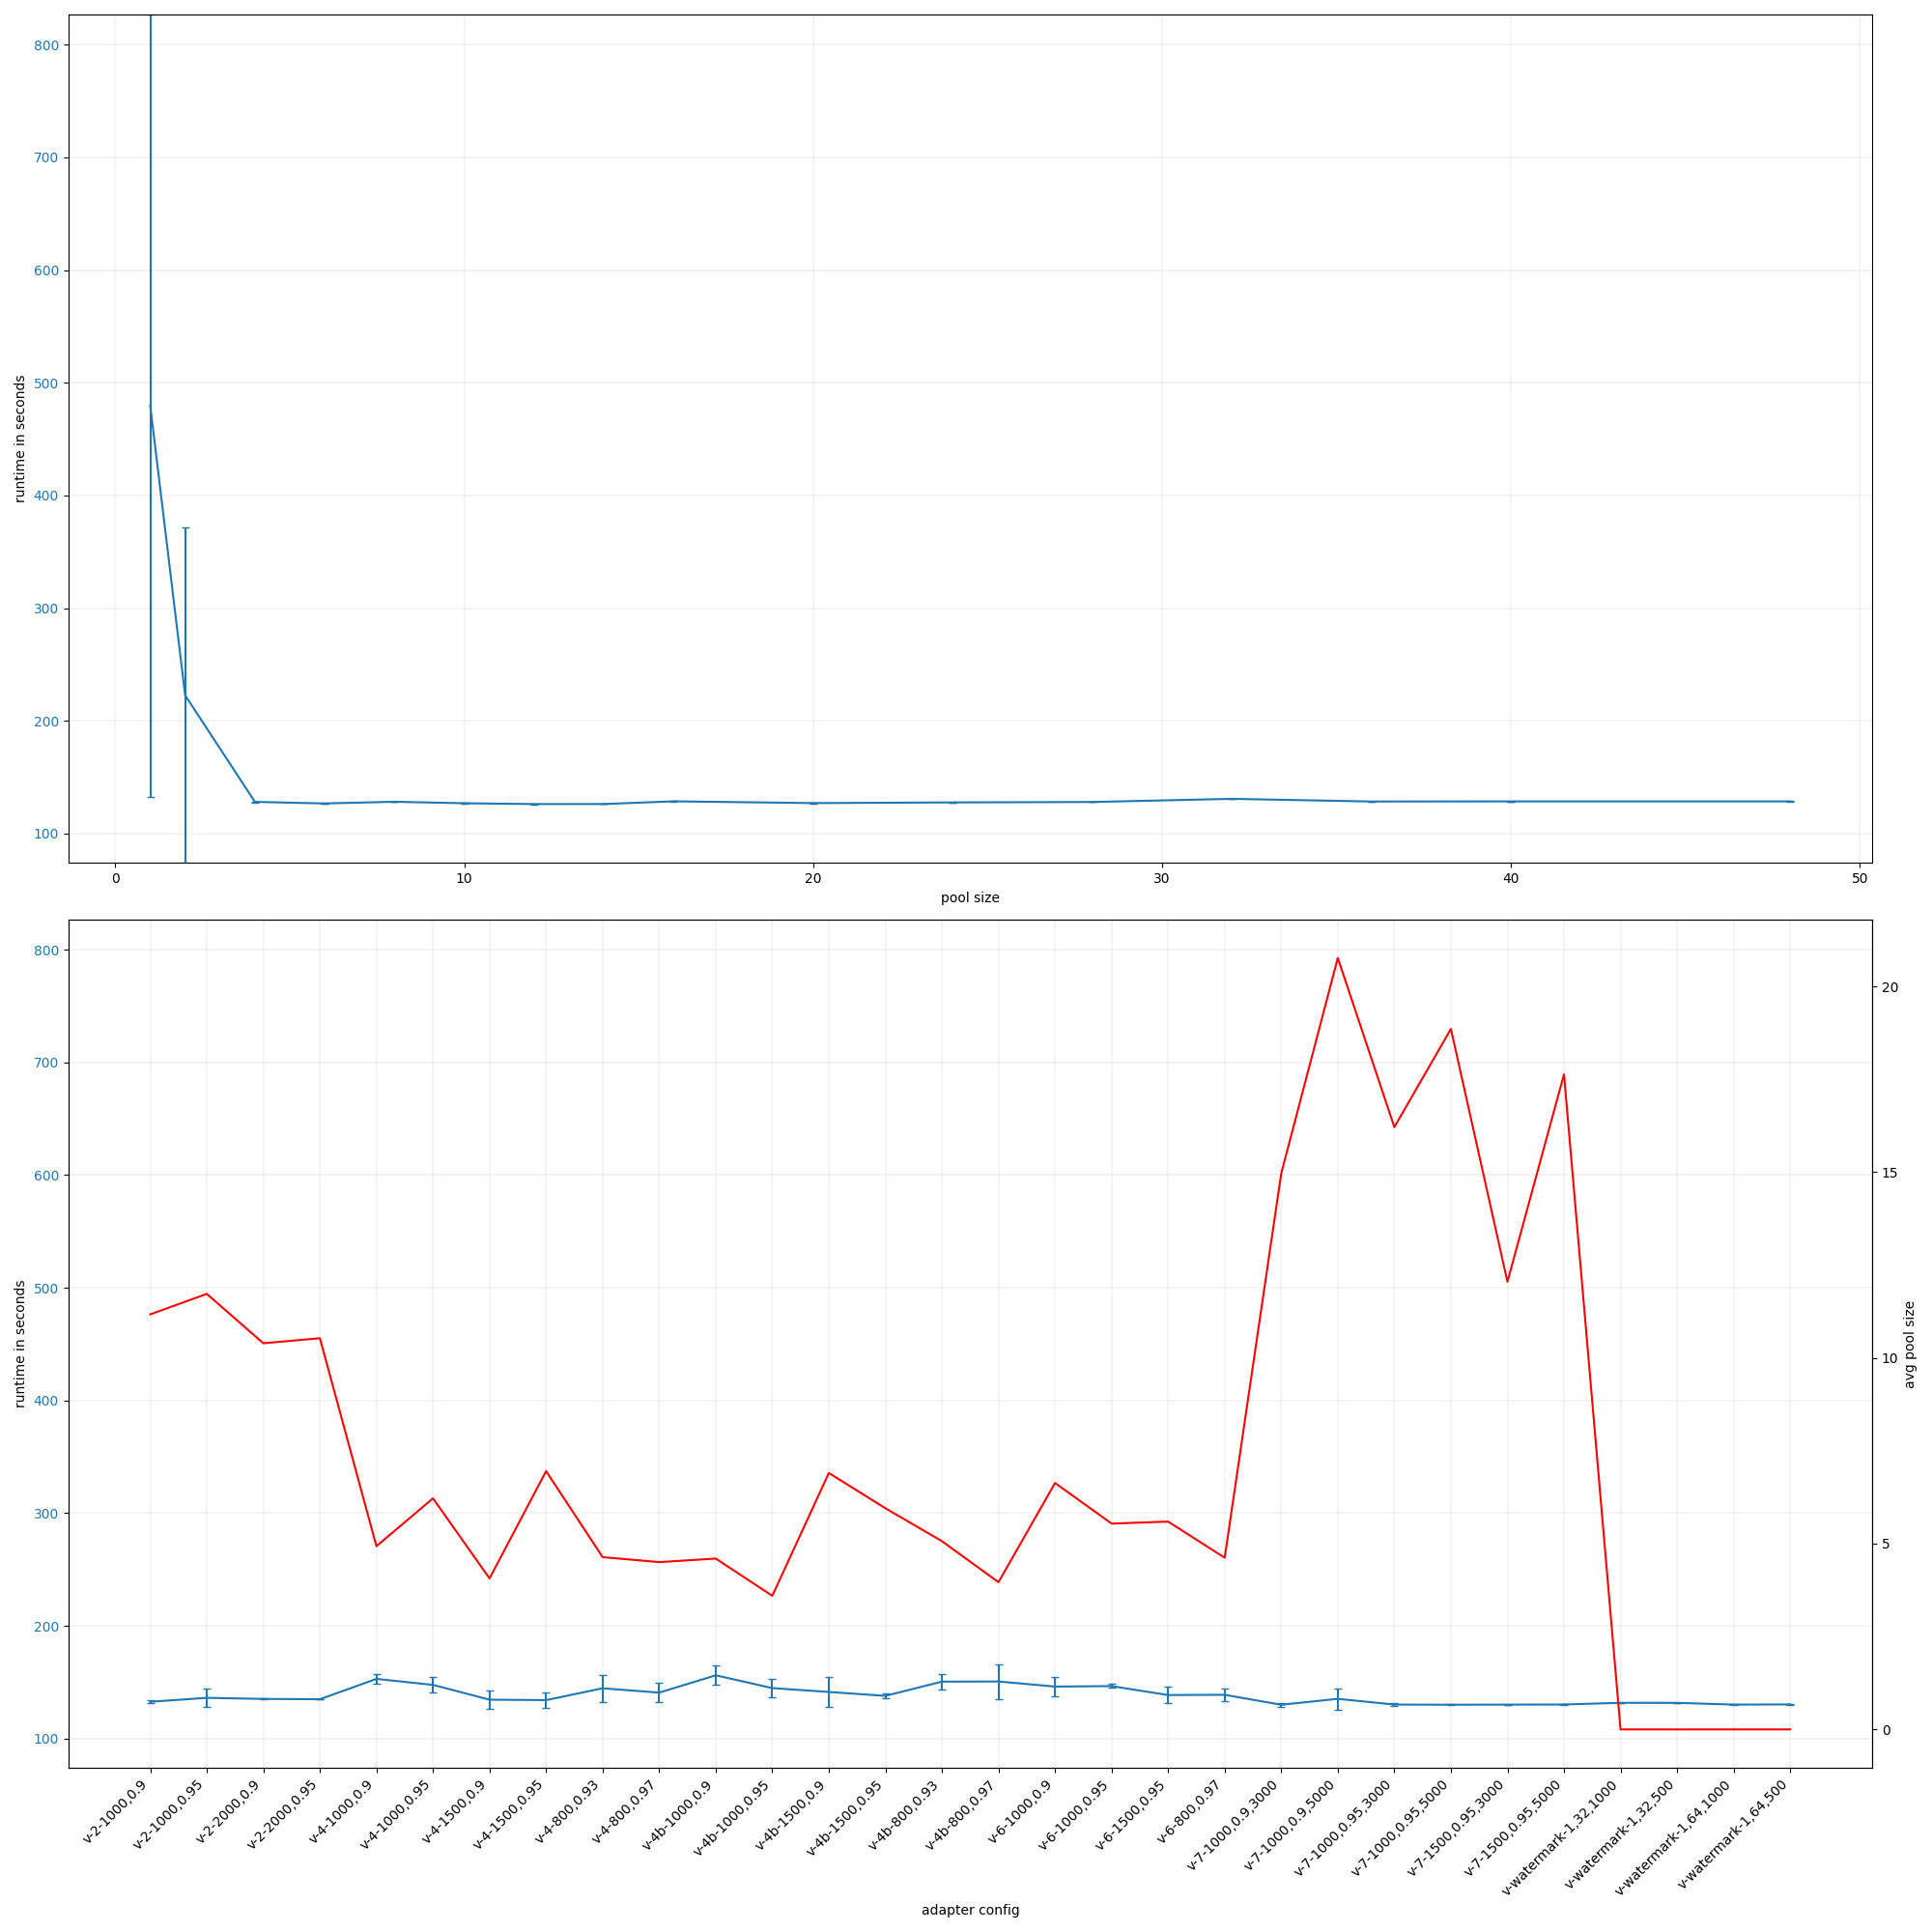 800
700
600
500
400
300
200
100
runtime in seconds
0 10 20 30 40 50
pool size
800
700
600
500
400
300
200
100
runtime in seconds
20
15
10
5
0
avg pool size
v-2-1000,0.9
v-2-1000,0.95
v-2-2000,0.9
v-2-2000,0.95
v-4-1000,0.9
v-4-1000,0.95
v-4-1500,0.9
v-4-1500,0.95
v-4-800,0.93
v-4-800,0.97
v-4b-1000,0.9
v-4b-1000,0.95
v-4b-1500,0.9
v-4b-1500,0.95
v-4b-800,0.93
v-4b-800,0.97
v-6-1000,0.9
v-6-1000,0.95
v-6-1500,0.95
v-6-800,0.97
v-7-1000,0.9,3000
v-7-1000,0.9,5000
v-7-1000,0.95,3000
v-7-1000,0.95,5000
v-7-1500,0.95,3000
v-7-1500,0.95,5000
v-watermark-1,32,1000
v-watermark-1,32,500
v-watermark-1,64,1000
v-watermark-1,64,500
adapter config